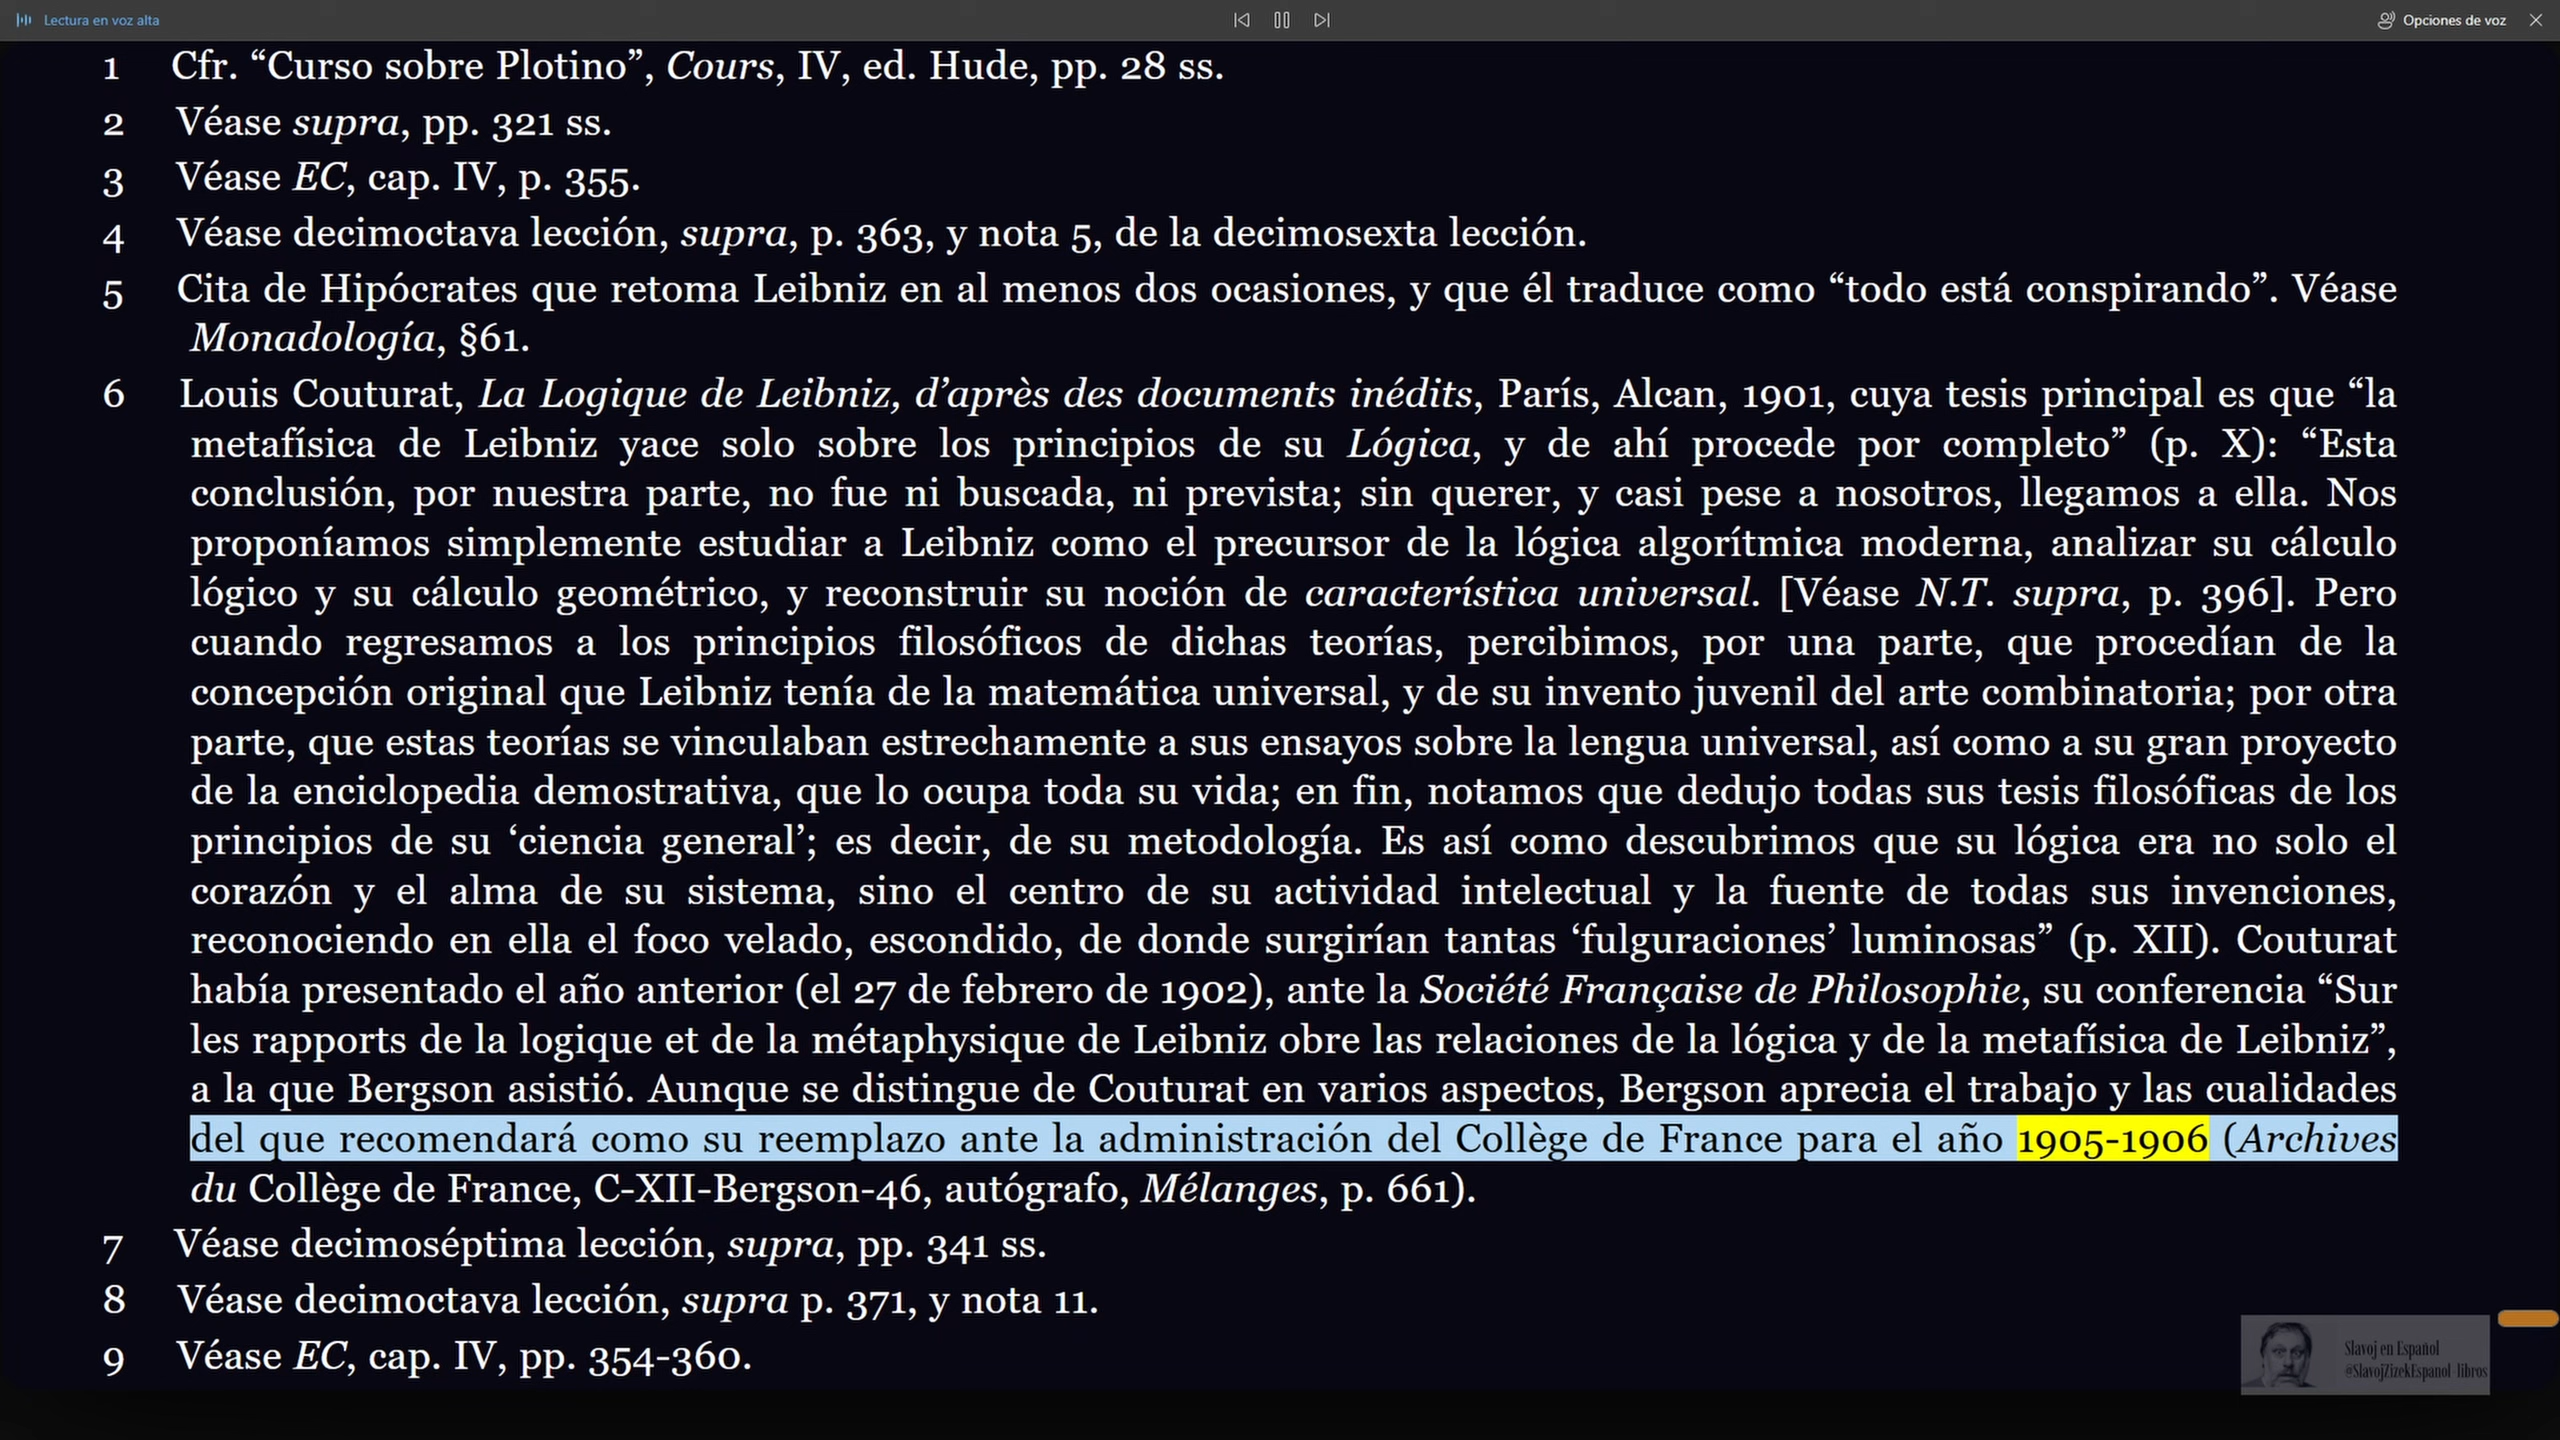 Lectura en voz alta
Opciones de voz
1 Cfr. “Curso sobre Plotino”, Cours, IV, ed. Hude, pp. 28 ss.
2 Véase supra, pp. 321 ss.
3 Véase EC, cap. IV, p. 355.
4 Véase decimoctava lección, supra, p. 363, y nota 5, de la decimosexta lección.
5 Cita de Hipócrates que retoma Leibniz en al menos dos ocasiones, y que él traduce como “todo está conspirando”. Véase
Monadología, §61.
6 Louis Couturat, La Logique de Leibniz, d’après des documents inédits, París, Alcan, 1901, cuya tesis principal es que “la
metafísica de Leibniz yace solo sobre los principios de su Lógica, y de ahí procede por completo” (p. X): “Esta
conclusión, por nuestra parte, no fue ni buscada, ni prevista; sin querer, y casi pese a nosotros, llegamos a ella. Nos
proponíamos simplemente estudiar a Leibniz como el precursor de la lógica algorítmica moderna, analizar su cálculo
lógico y su cálculo geométrico, y reconstruir su noción de característica universal. [Véase N.T. supra, p. 396]. Pero
cuando regresamos a los principios filosóficos de dichas teorías, percibimos, por una parte, que procedían de la
concepción original que Leibniz tenía de la matemática universal, y de su invento juvenil del arte combinatoria; por otra
parte, que estas teorías se vinculaban estrechamente a sus ensayos sobre la lengua universal, así como a su gran proyecto
de la enciclopedia demostrativa, que lo ocupa toda su vida; en fin, notamos que dedujo todas sus tesis filosóficas de los
principios de su ‘ciencia general’; es decir, de su metodología. Es así como descubrimos que su lógica era no solo el
corazón y el alma de su sistema, sino el centro de su actividad intelectual y la fuente de todas sus invenciones,
reconociendo en ella el foco velado, escondido, de donde surgirían tantas ‘fulguraciones’ luminosas” (p. XII). Couturat
había presentado el año anterior (el 27 de febrero de 1902), ante la Société Française de Philosophie, su conferencia “Sur
les rapports de la logique et de la métaphysique de Leibniz obre las relaciones de la lógica y de la metafísica de Leibniz”,
a la que Bergson asistió. Aunque se distingue de Couturat en varios aspectos, Bergson aprecia el trabajo y las cualidades
del que recomendará como su reemplazo ante la administración del Collège de France para el año 1905-1906 (Archives
du Collège de France, C-XII-Bergson-46, autógrafo, Mélanges, p. 661).
7 Véase decimoséptima lección, supra, pp. 341 ss.
8 Véase decimoctava lección, supra p. 371, y nota 11.
9 Véase EC, cap. IV, pp. 354-360.
Slavoj en Español
@SlavojZizekEspanol-libros